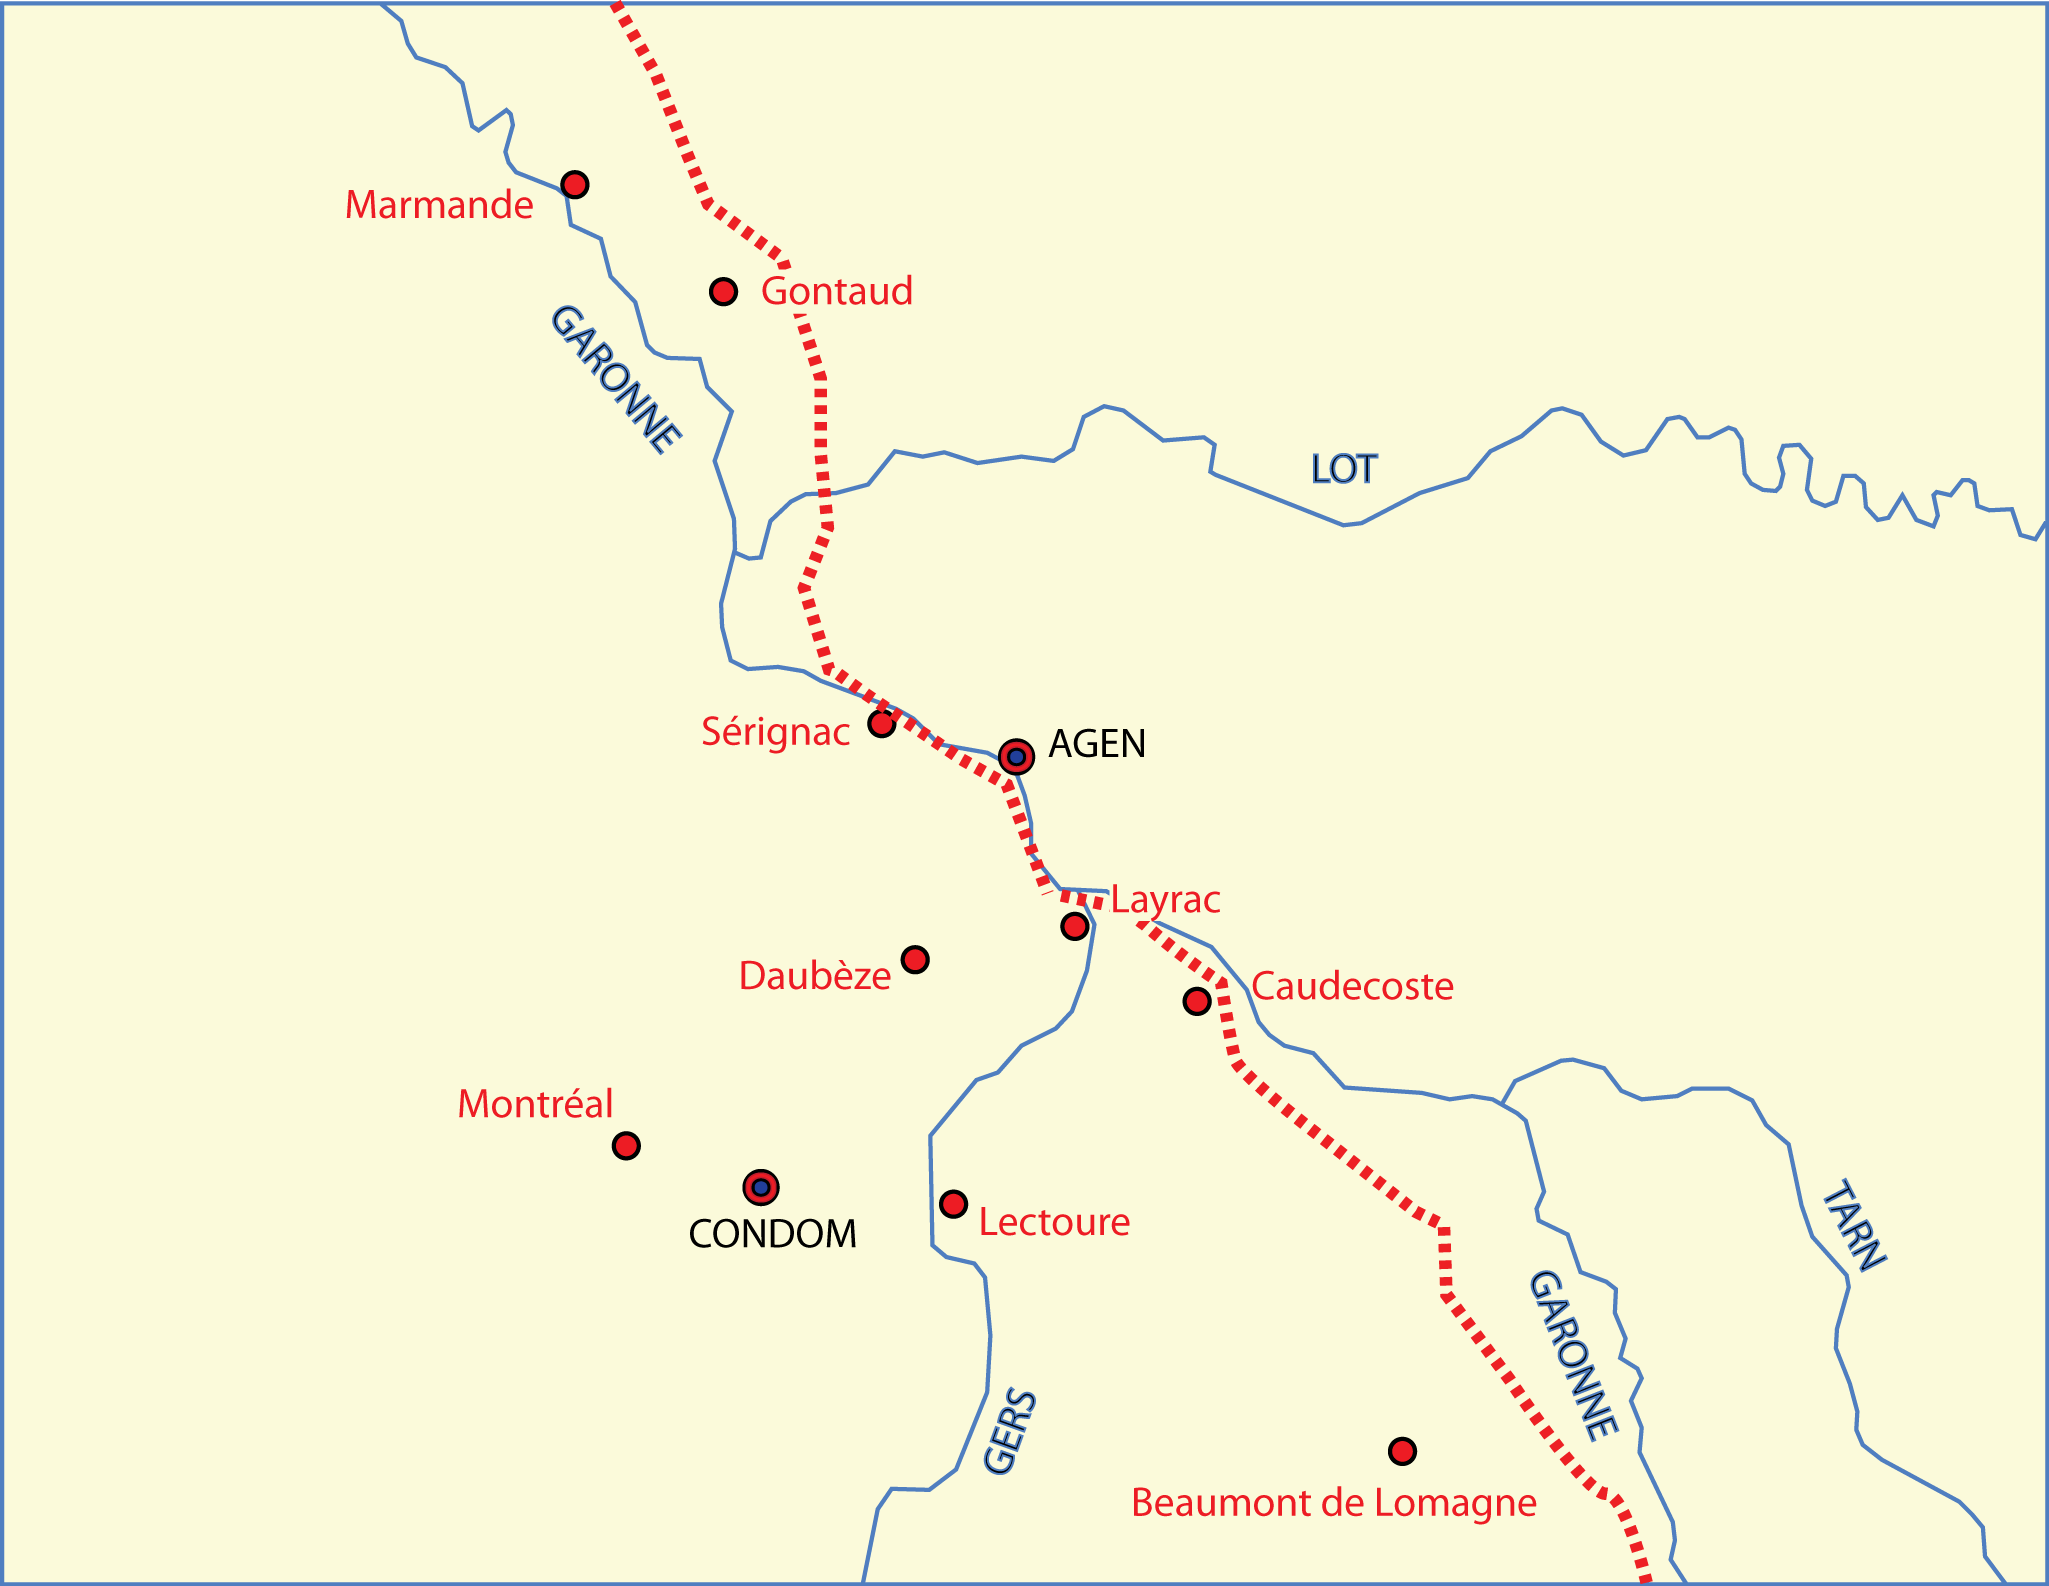 Marmande
Gontaud
GARONNE
LOT
Sérignac
AGEN
Layrac
Daubèze
Caudecoste
Montréal
CONDOM
Lectoure
TARN
GARONNE
GERS
Beaumont de Lomagne